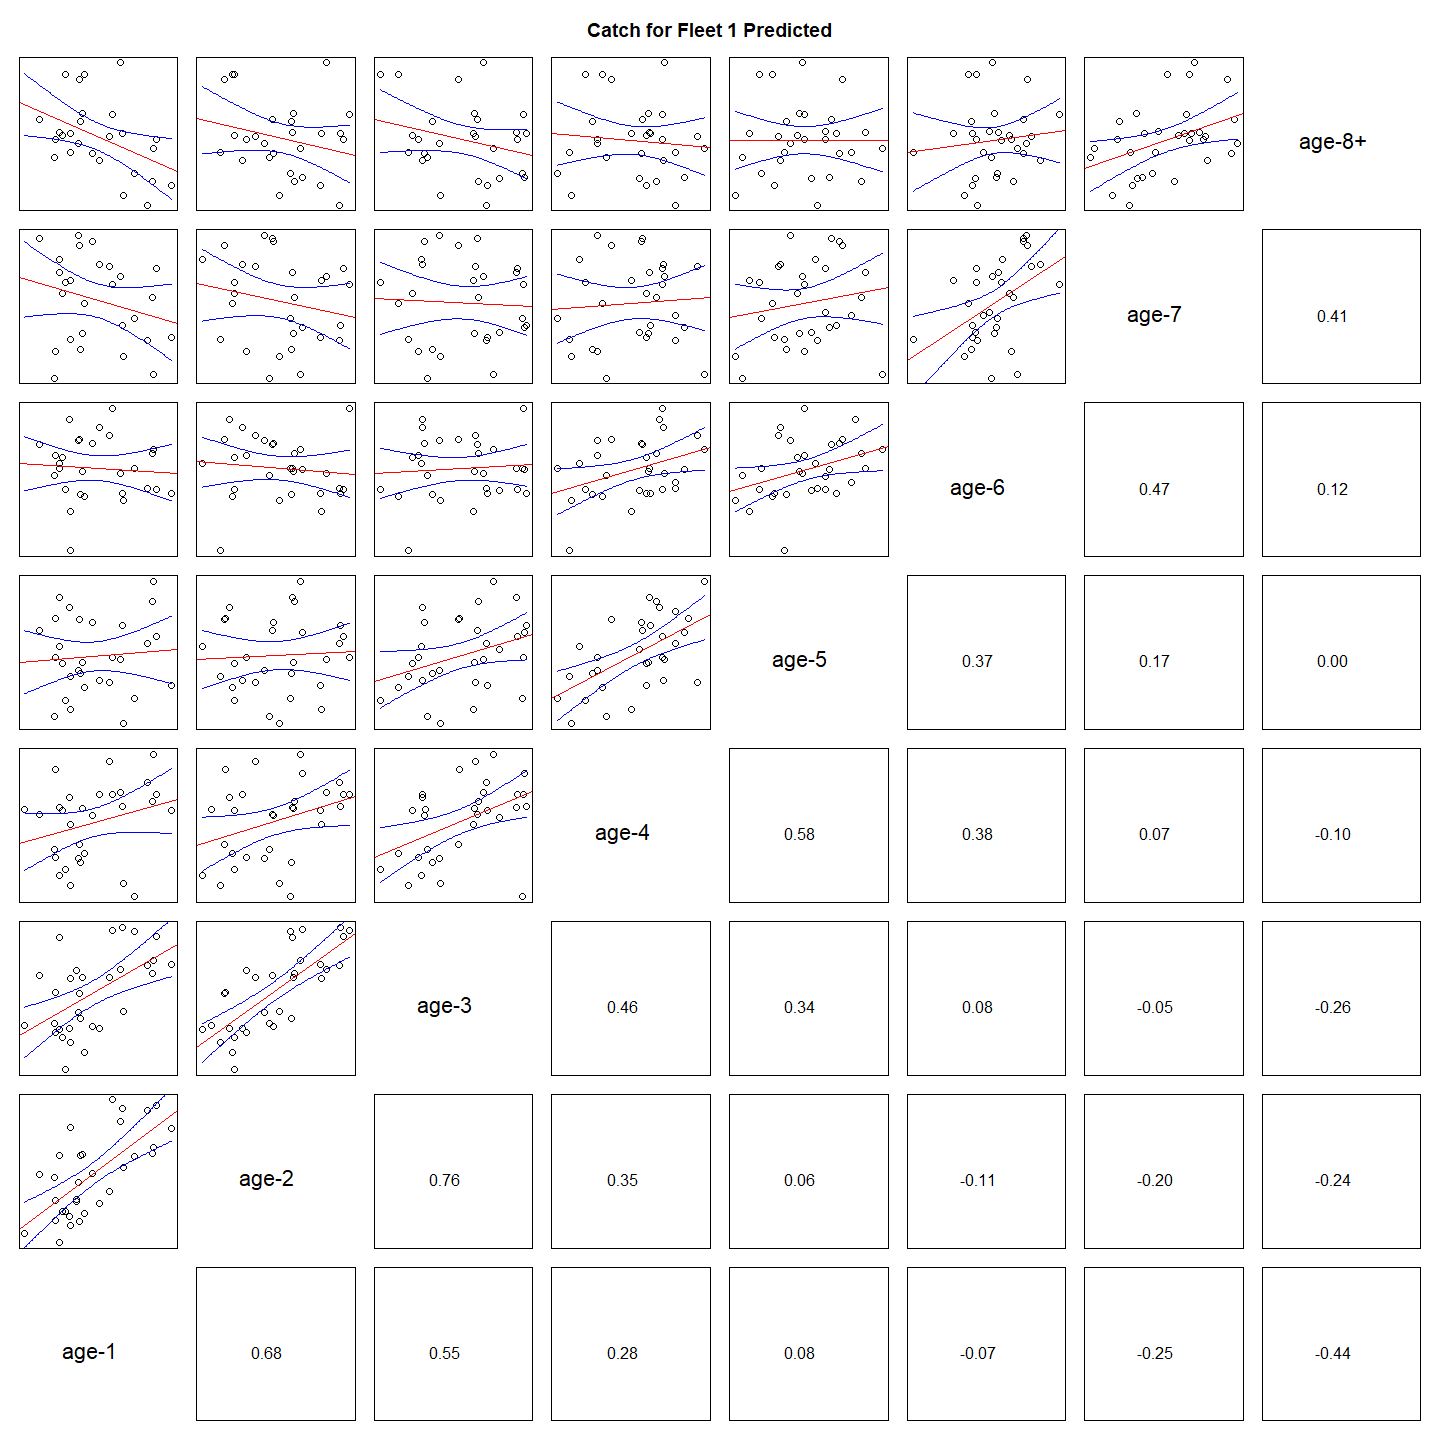 Catch for Fleet 1 Predicted
age-8+
age-7 0.41
age-6 0.47 0.12
age-5 0.37 0.17 0.00
age-4 0.58 0.38 0.07 -0.10
age-3 0.46 0.34 0.08 -0.05 -0.26
age-2 0.76 0.35 0.06 -0.11 -0.20 -0.24
age-1 0.68 0.55 0.28 0.08 -0.07 -0.25 -0.44